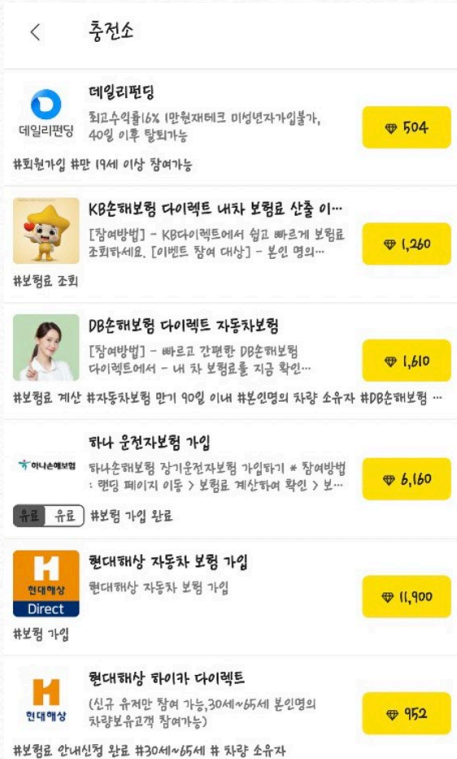 충전소
데일리펀딩
데일리펀딩
최고수익률16% 1만원재테크 미성년자가입불가,
40일 이후 탈퇴가능
504
#회원가입 #만 19세 이상 참여가능
KB손해보험 다이렉트 내차 보험료 산출 이…
[참여방법] - KB다이렉트에서 쉽고 빠르게 보험료
조회하세요. [이벤트 참여 대상] - 본인 명의…
1,260
#보험료 조회
DB손해보험 다이렉트 자동차보험
[참여방법] - 빠르고 간편한 DB손해보험
다이렉트에서 - 내 차 보험료를 지금 확인…
1,610
#보험료 계산 #자동차보험 만기 90일 이내 #본인명의 차량 소유자 #DB손해보험 …
하나 운전자보험 가입
하나손해보험
하나손해보험 장기운전자보험 가입하기 * 참여방법
: 랜딩 페이지 이동 > 보험료 계산하여 확인 > 보…
6,160
유료 유료 #보험 가입 완료
현대해상 자동차 보험 가입
현대해상 자동차 보험 가입
현대해상
Direct
11,900
#보험 가입
현대해상 하이카 다이렉트
(신규 유저만 참여 가능,30세~65세 본인명의
차량보유고객 참여가능)
현대해상
952
#보험료 안내신청 완료 #30세~65세 # 차량 소유자